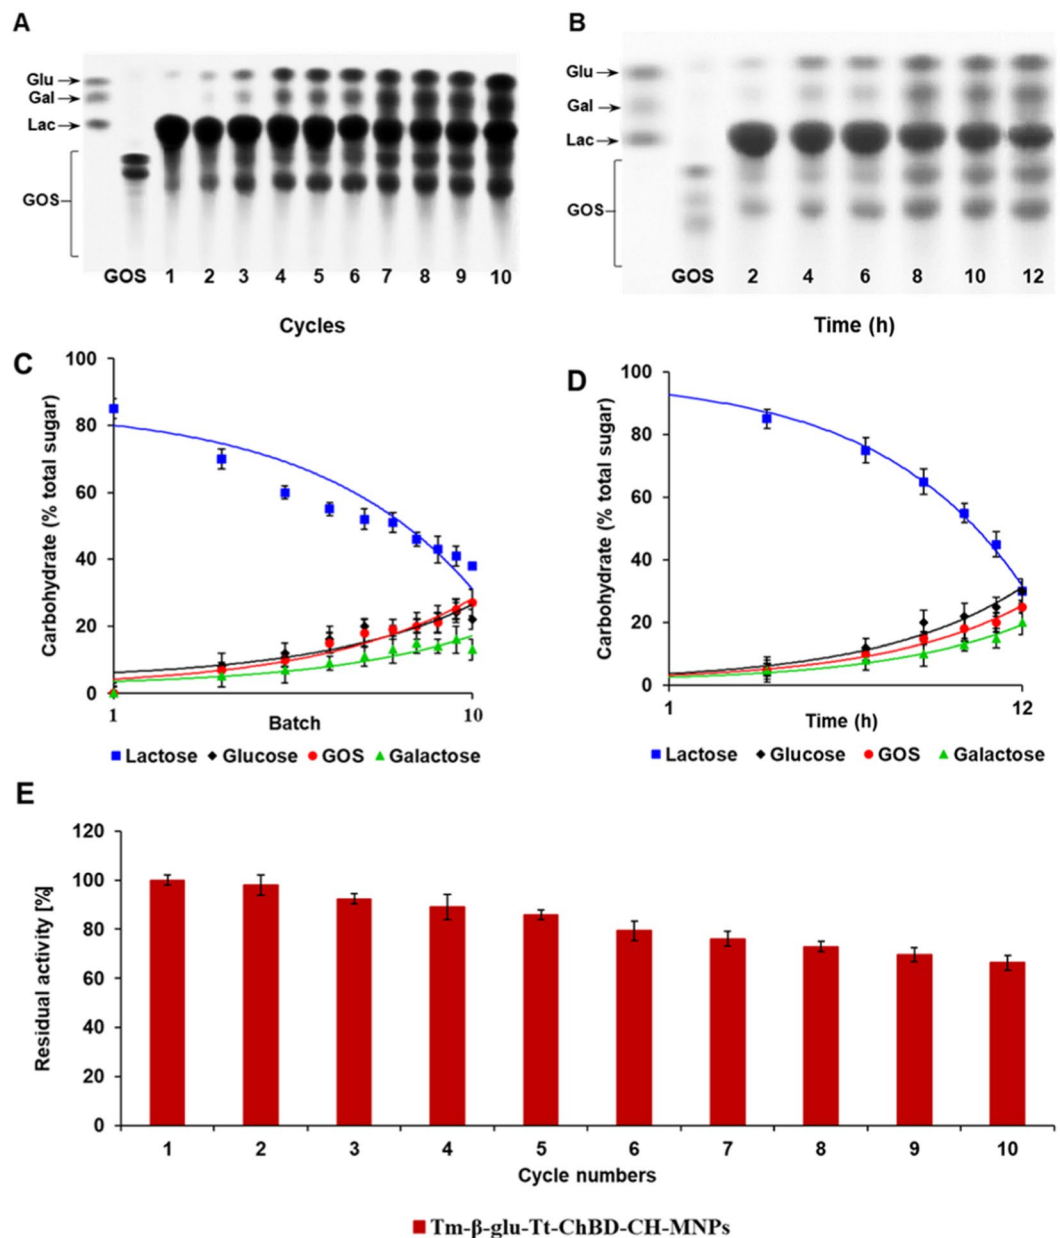 A
Glu
Gal
Lac
GOS
GOS 1 2 3 4 5 6 7 8 9 10
Cycles
B
Glu
Gal
Lac
GOS
GOS 2 4 6 8 10 12
Time (h)
C
Carbohydrate (% total sugar)
100
80
60
40
20
0
1 10
Batch
Lactose Glucose GOS Galactose
D
Carbohydrate (% total sugar)
100
80
60
40
20
0
1 12
Time (h)
Lactose Glucose GOS Galactose
E
Residual activity [%]
120
100
80
60
40
20
0
1 2 3 4 5 6 7 8 9 10
Cycle numbers
Tm-β-glu-Tt-ChBD-CH-MNPs